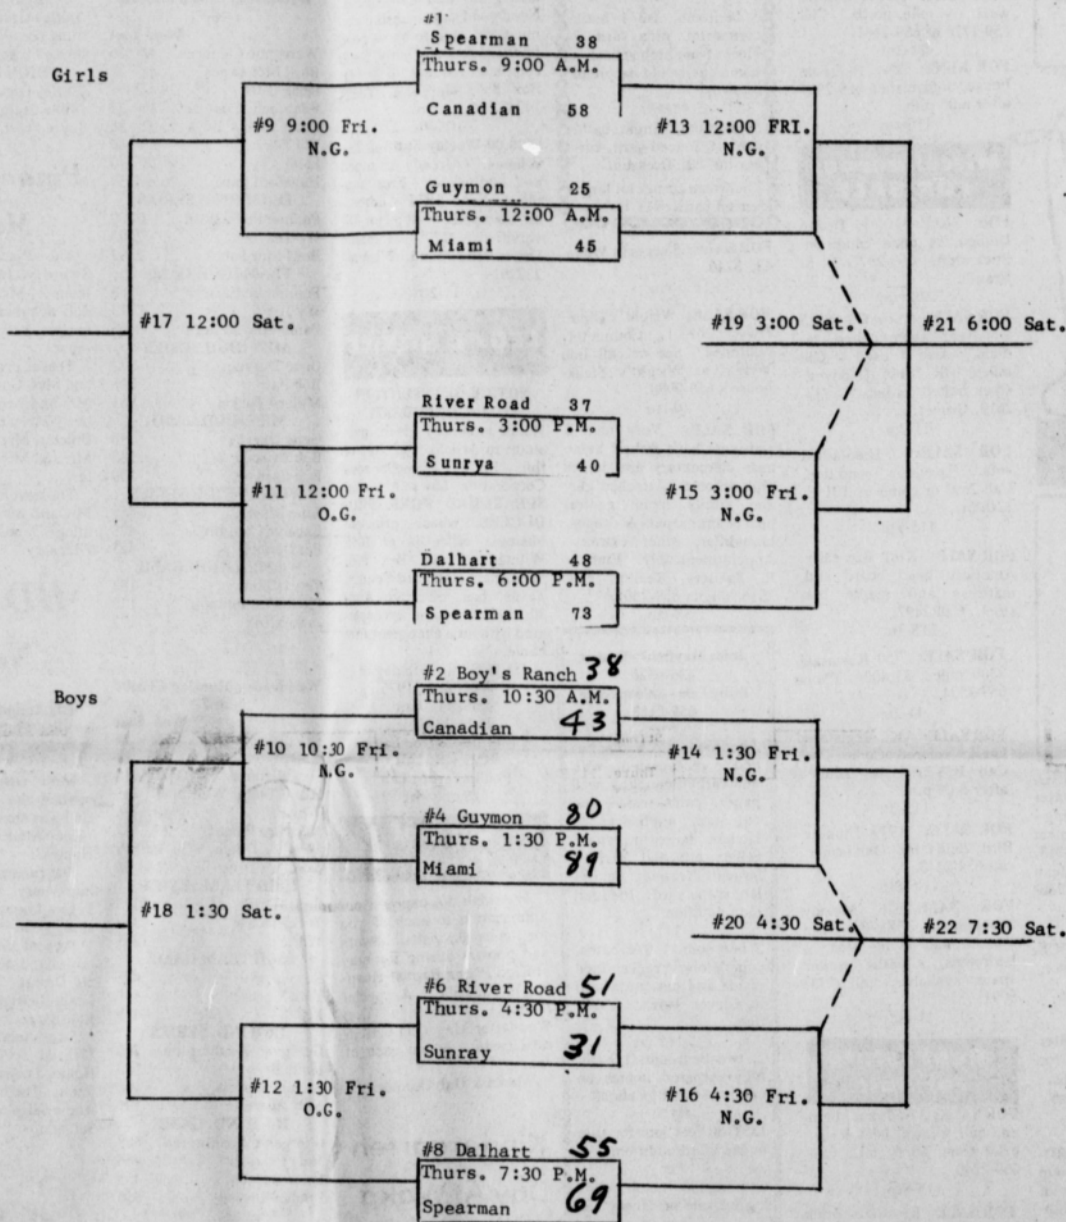 Girls
#1
Spearman 38
Thurs. 9:00 A.M.
Canadian 58
#9 9:00 Fri.
N.G.
#13 12:00 FRI.
N.G.
Guymon 25
Thurs. 12:00 A.M.
Miami 45
#17 12:00 Sat.
#19 3:00 Sat.
#21 6:00 Sat.
River Road 37
Thurs. 3:00 P.M.
Sunrya 40
#11 12:00 Fri.
O.G.
#15 3:00 Fri.
N.G.
Dalhart 48
Thurs. 6:00 P.M.
Spearman 73
Boys
#2 Boy's Ranch 38
Thurs. 10:30 A.M.
Canadian 43
#10 10:30 Fri.
N.G.
#14 1:30 Fri.
N.G.
#4 Guymon 80
Thurs. 1:30 P.M.
Miami 89
#18 1:30 Sat.
#20 4:30 Sat.
#22 7:30 Sat.
#6 River Road 51
Thurs. 4:30 P.M.
Sunray 31
#12 1:30 Fri.
O.G.
#16 4:30 Fri.
N.G.
#8 Dalhart 55
Thurs. 7:30 P.M.
Spearman 69